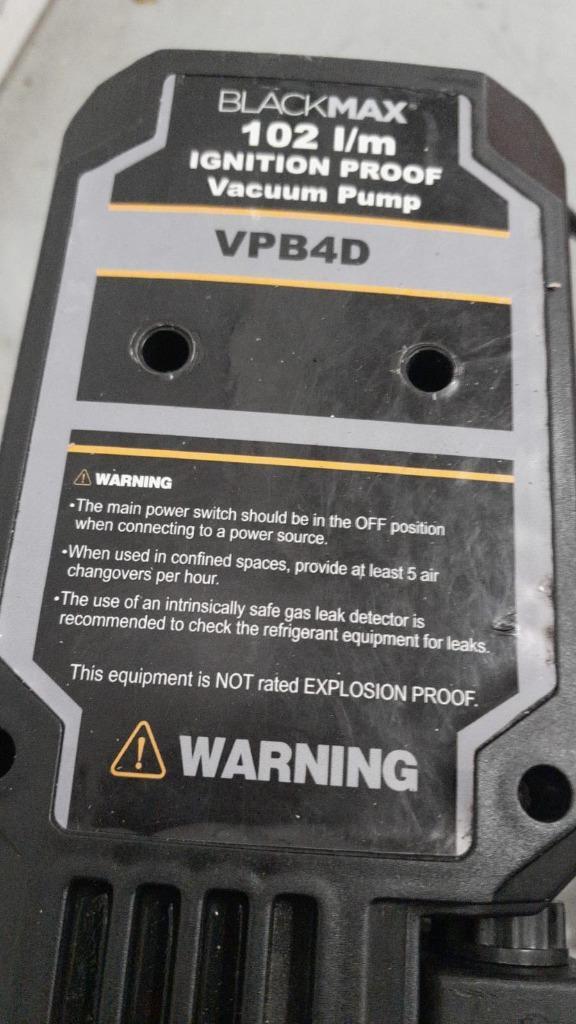 BLACKMAX®
102 l/m
IGNITION PROOF
Vacuum Pump
VPB4D
WARNING
•The main power switch should be in the OFF position
when connecting to a power source.
•When used in confined spaces, provide at least 5 air
changovers per hour.
•The use of an intrinsically safe gas leak detector is
recommended to check the refrigerant equipment for leaks.
This equipment is NOT rated EXPLOSION PROOF.
WARNING